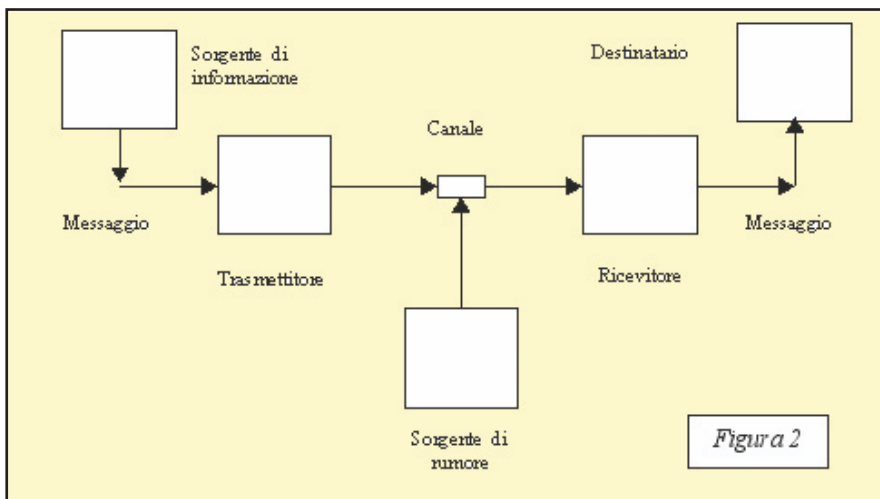 Sorgente di
informazione
Destinatario
Canale
Messaggio
Messaggio
Trasmettitore
Ricevitore
Sorgente di
rumore
Figura 2